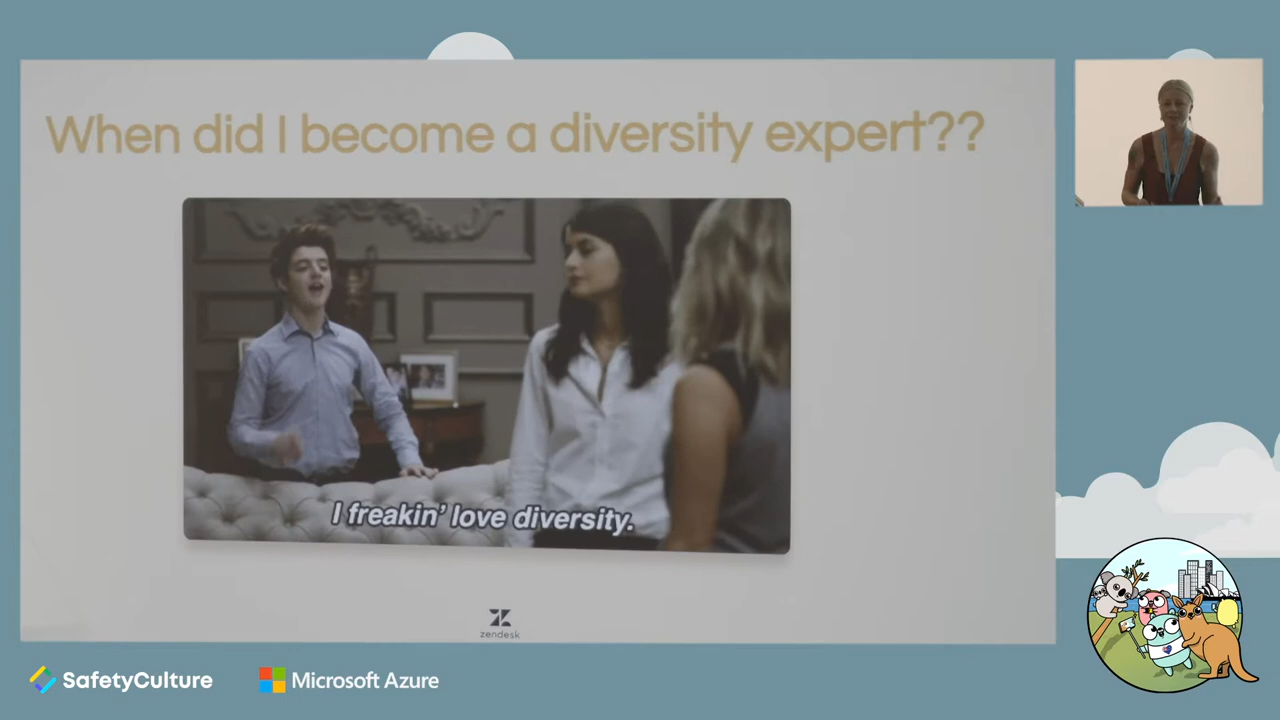 When did I become a diversity expert??
I freakin' love diversity.
zendesk
SafetyCulture
Microsoft Azure